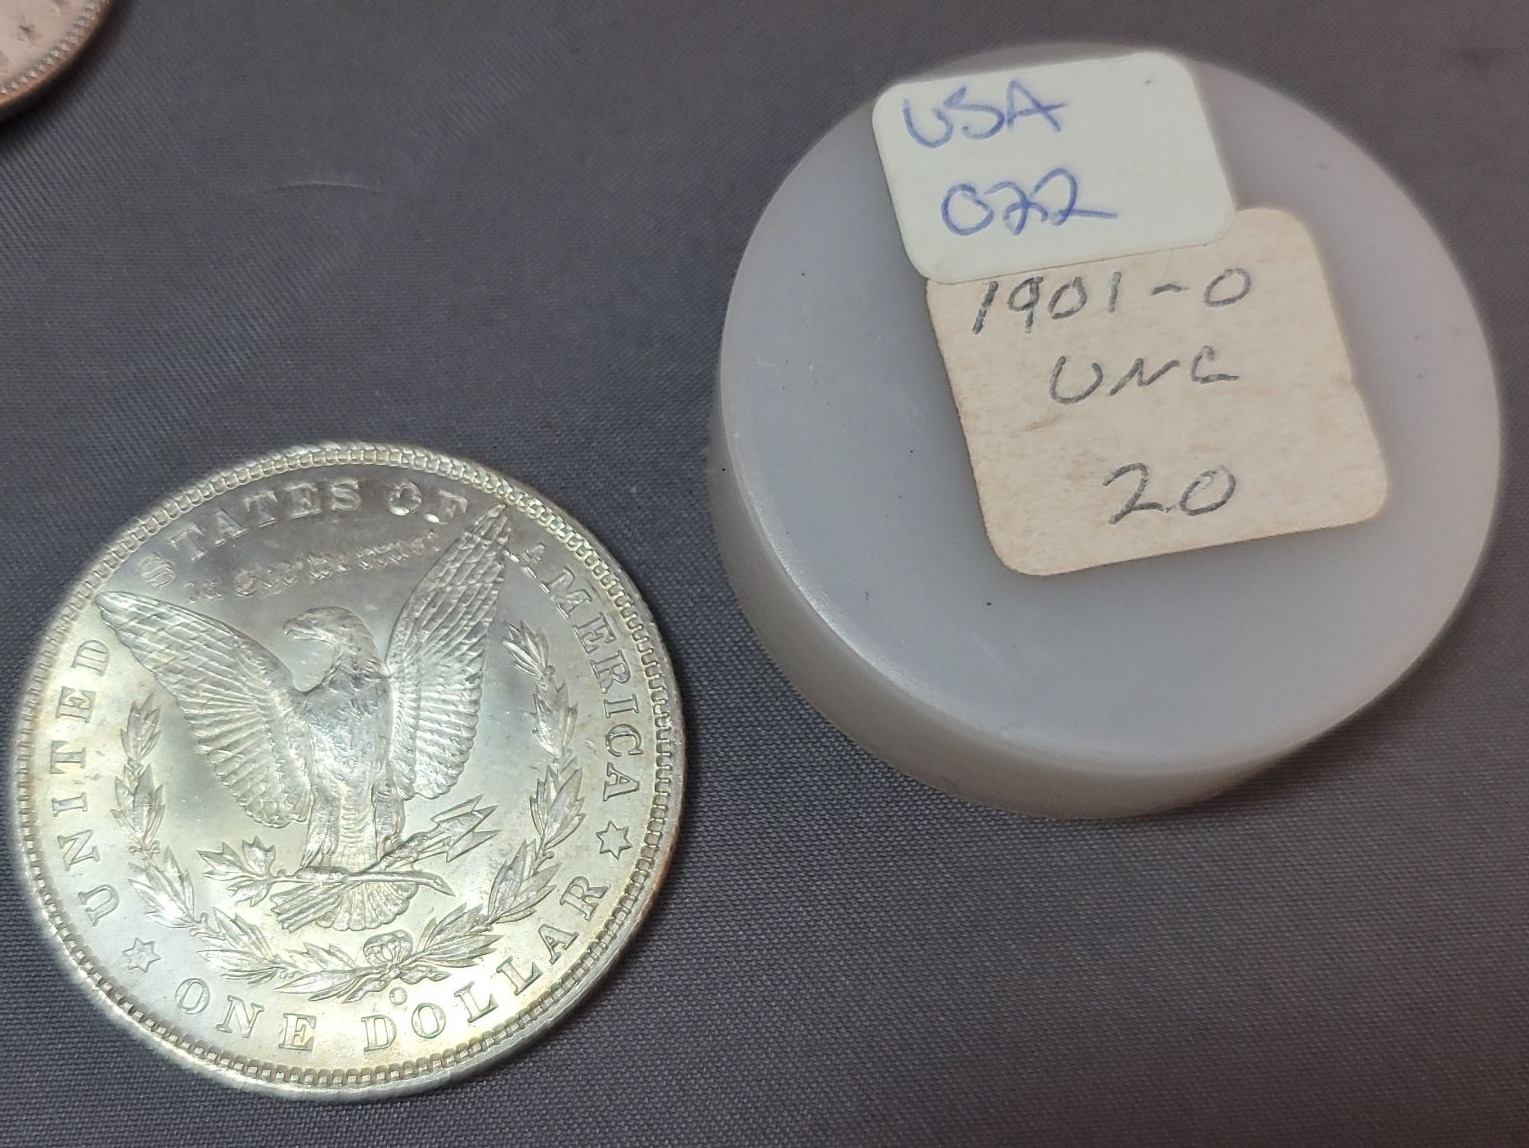 USA
022
1901-O
UNC
20
UNITED STATES OF AMERICA
In God we trust
ONE DOLLAR
O